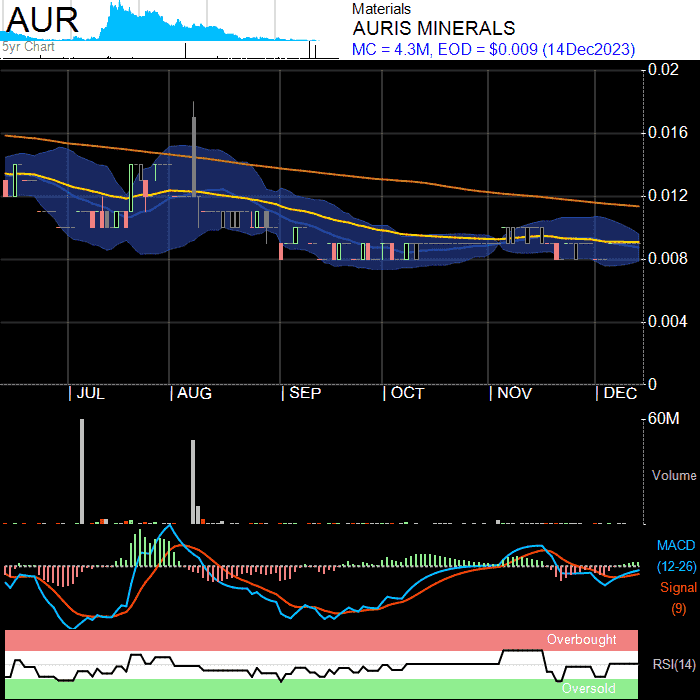 AUR
5yr Chart
Materials
AURIS MINERALS
MC = 4.3M, EOD = $0.009 (14Dec2023)
0.02
0.016
0.012
0.008
0.004
0
JUL AUG SEP OCT NOV DEC
60M
Volume
MACD
(12-26)
Signal
(9)
Overbought
RSI(14)
Oversold